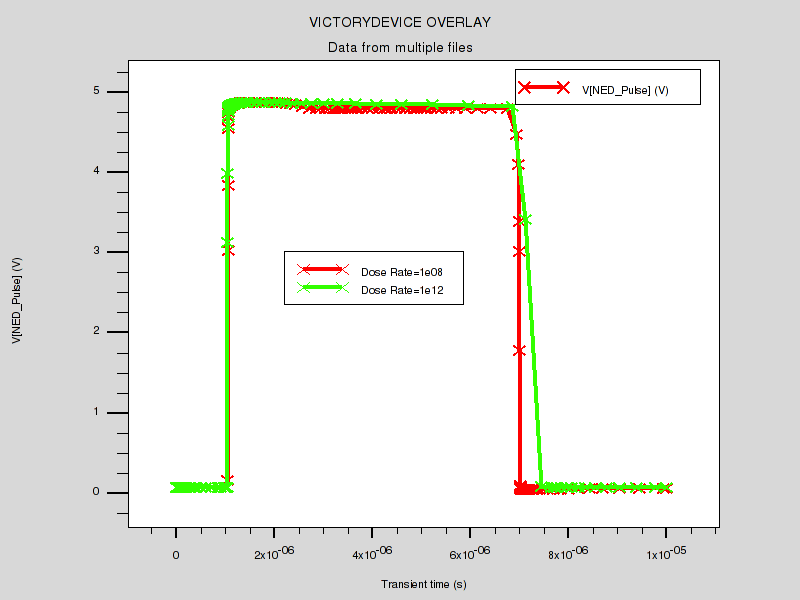 VICTORYDEVICE OVERLAY
Data from multiple files
V[NED_Pulse] (V)
5
4
3
2
1
0
V[NED_Pulse] (V)
Dose Rate=1e08
Dose Rate=1e12
0
2x10^-06
4x10^-06
6x10^-06
8x10^-06
1x10^-05
Transient time (s)